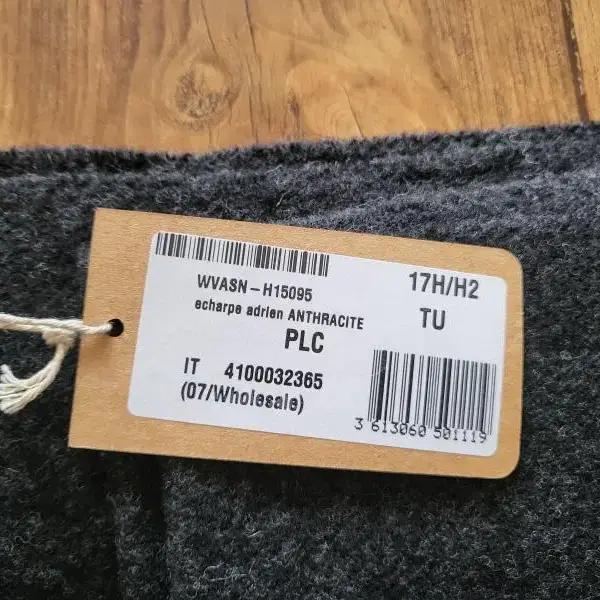 WVASN-H15095
echarpe adrien ANTHRACITE
PLC
17H/H2
TU
IT 4100032365
(07/Wholesale)
3 613060 501119